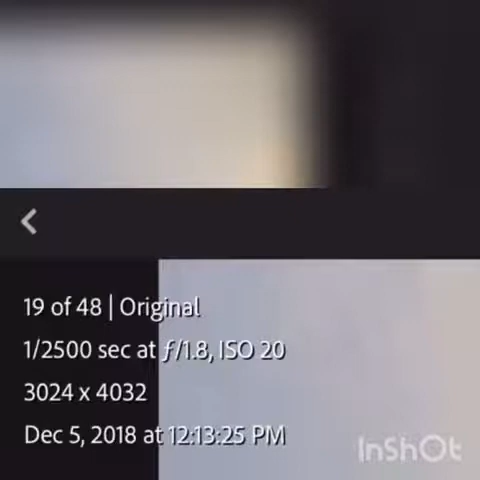 19 of 48 | Original
1/2500 sec at ƒ/1.8, ISO 20
3024 x 4032
Dec 5, 2018 at 12:13:25 PM
InShOt